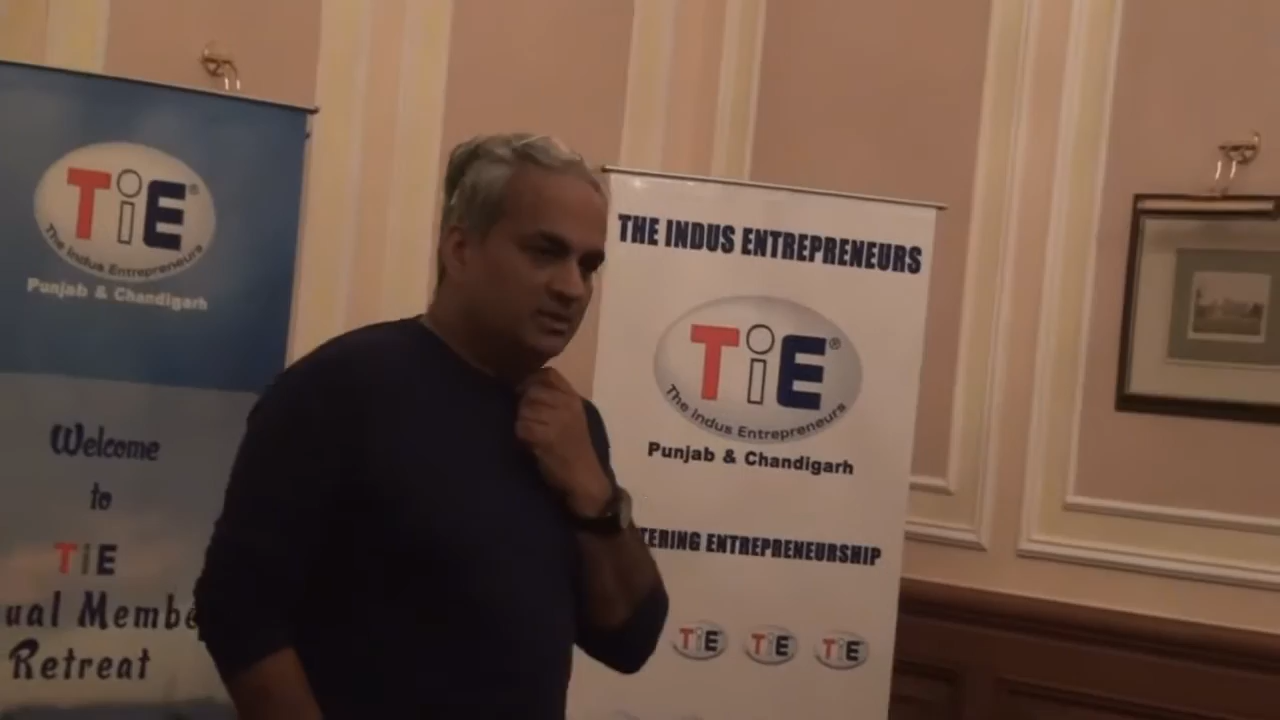 TiE®
The Indus Entrepreneurs
Punjab & Chandigarh
Welcome
to
TiE
ual Membe
Retreat
THE INDUS ENTREPRENEURS
TiE®
The Indus Entrepreneurs
Punjab & Chandigarh
TERING ENTREPRENEURSHIP
TiE TiE TiE